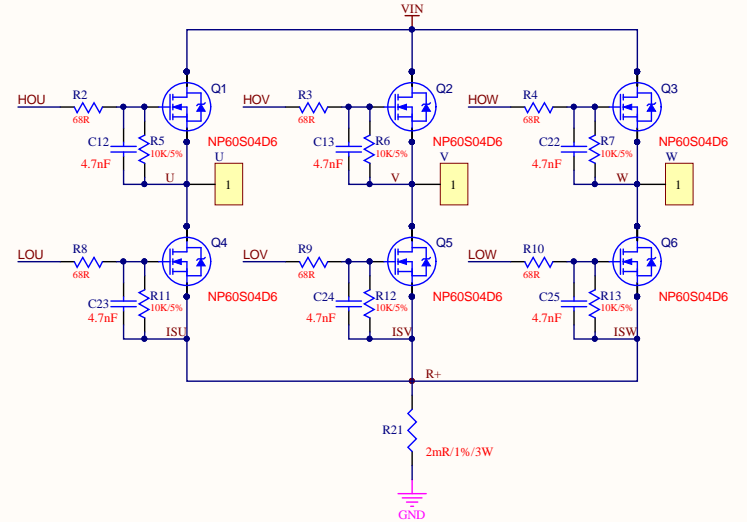 VIN
Q1 Q2 Q3
HOU R2 HOV R3 HOW R4
68R 68R 68R
C12 R5 NP60S04D6 C13 R6 NP60S04D6 C22 R7 NP60S04D6
4.7nF 10K/5% U 4.7nF 10K/5% V 4.7nF 10K/5% W
U 1 V 1 W 1
Q4 Q5 Q6
LOU R8 LOV R9 LOW R10
68R 68R 68R
C23 R11 NP60S04D6 C24 R12 NP60S04D6 C25 R13 NP60S04D6
4.7nF 10K/5% 4.7nF 10K/5% 4.7nF 10K/5%
ISU ISV ISW
R+
R21
2mR/1%/3W
GND